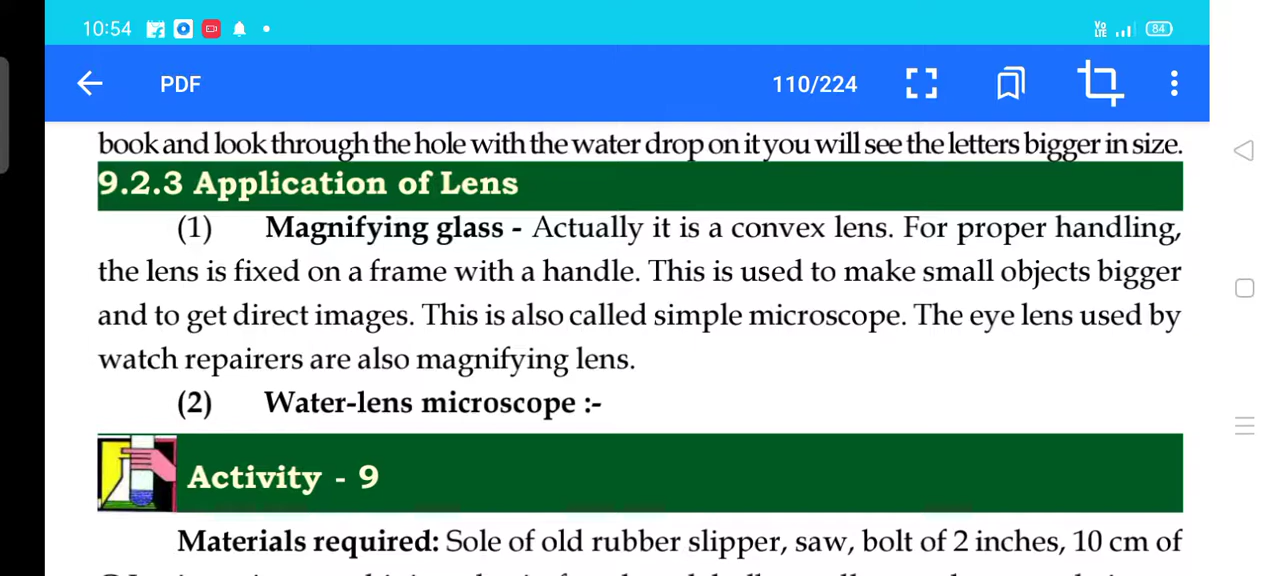 10:54
Vo LTE 84
PDF 110/224
book and look through the hole with the water drop on it you will see the letters bigger in size.
9.2.3 Application of Lens
(1) Magnifying glass - Actually it is a convex lens. For proper handling,
the lens is fixed on a frame with a handle. This is used to make small objects bigger
and to get direct images. This is also called simple microscope. The eye lens used by
watch repairers are also magnifying lens.
(2) Water-lens microscope :-
Activity - 9
Materials required: Sole of old rubber slipper, saw, bolt of 2 inches, 10 cm of